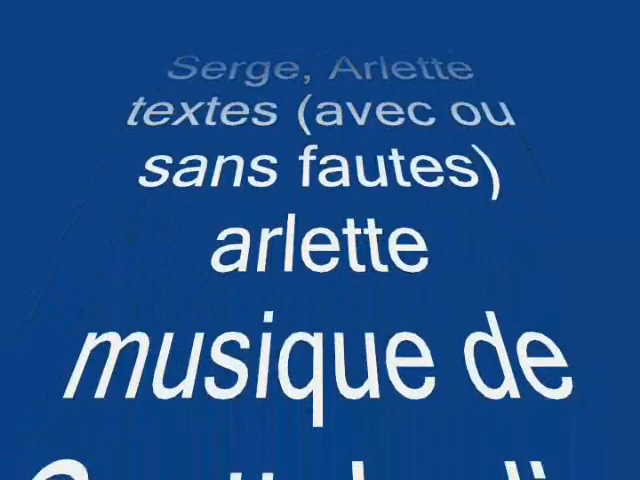 Serge, Arlette
textes (avec ou
sans fautes)
arlette
musique de